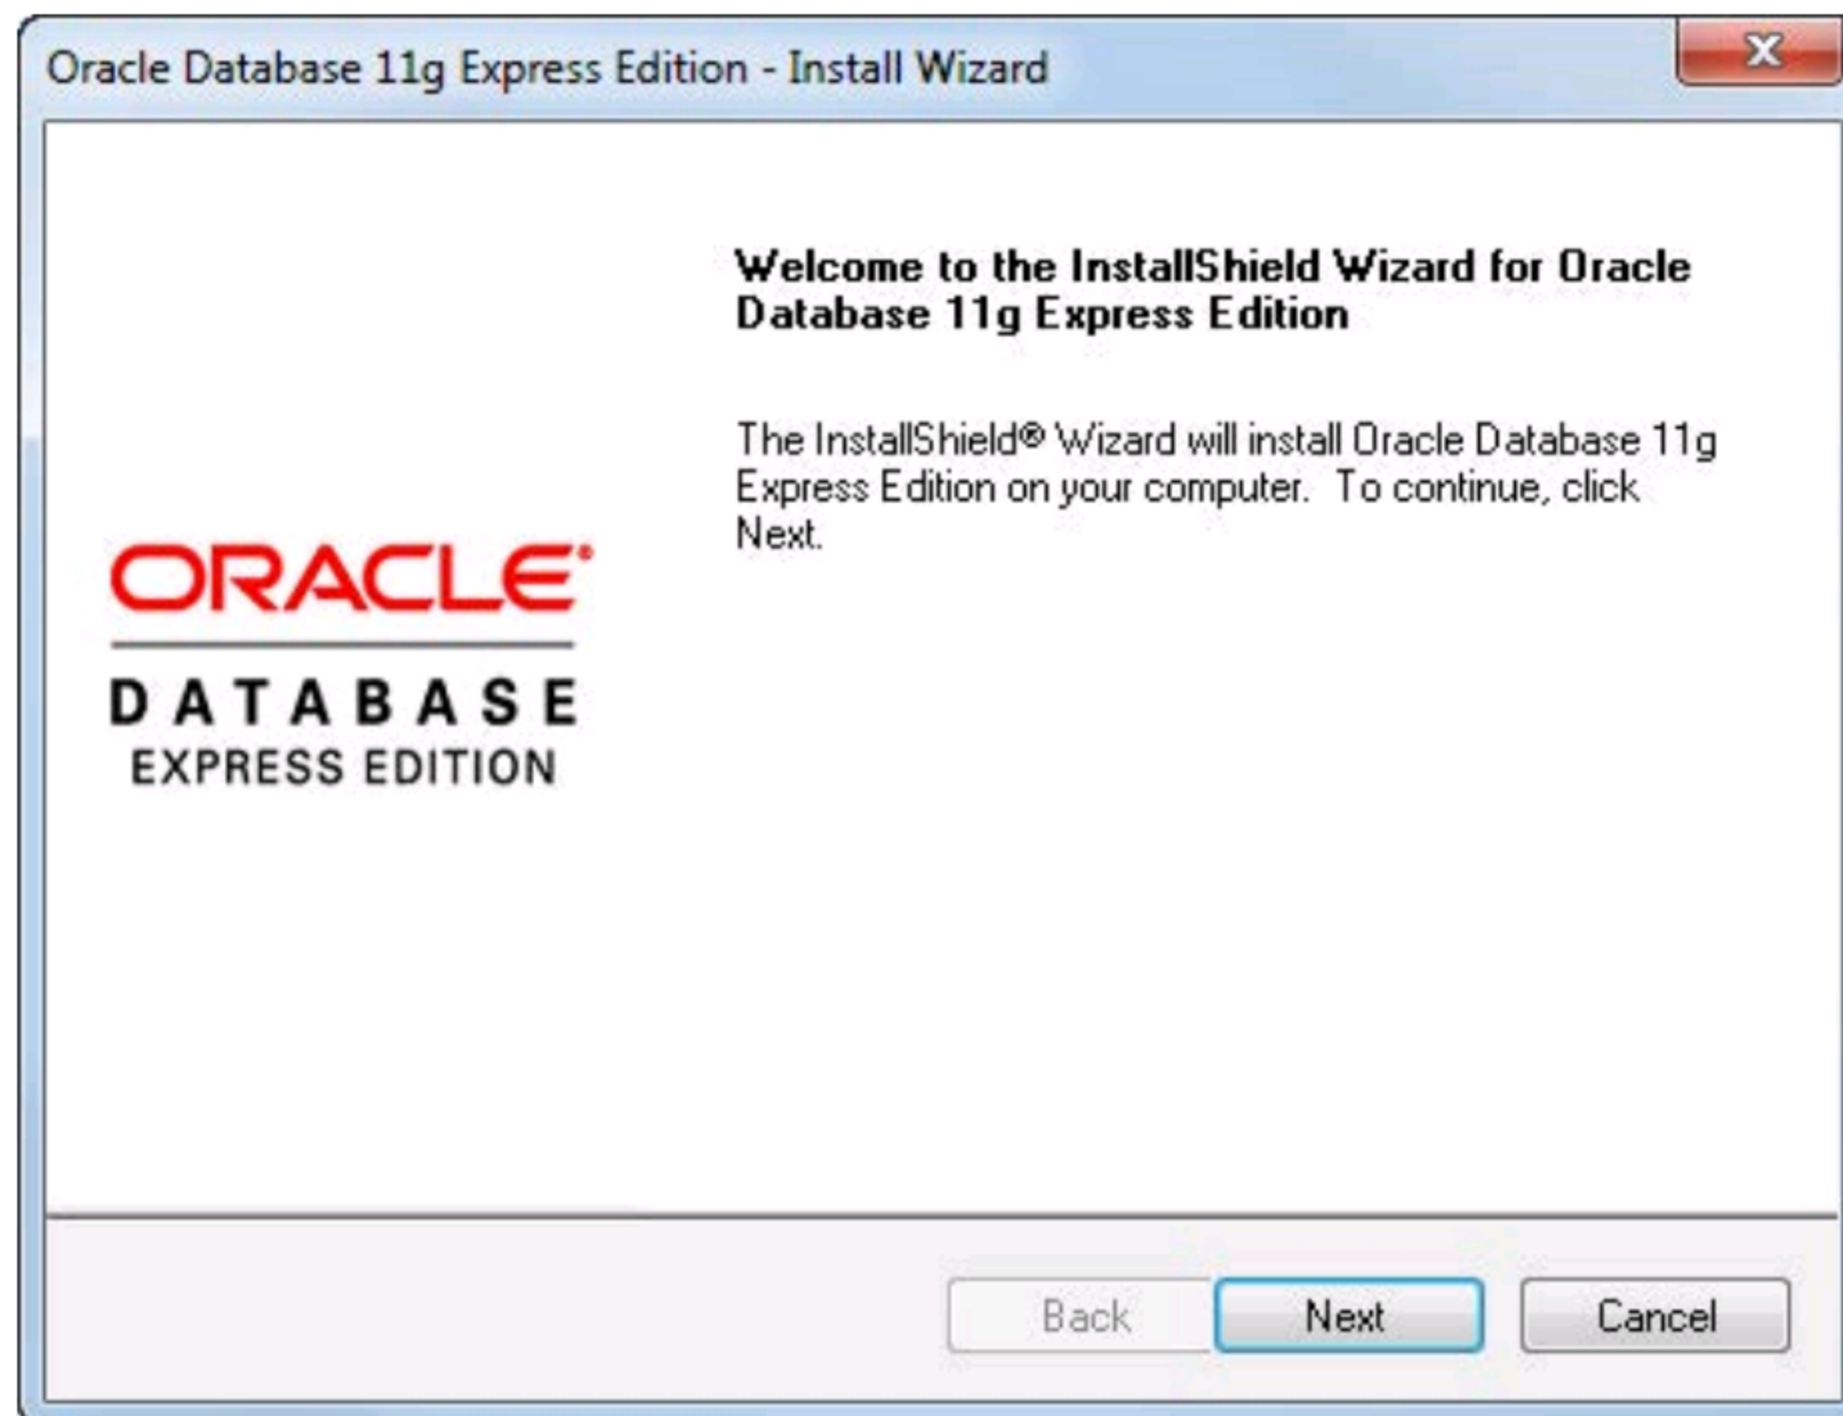 Oracle Database 11g Express Edition - Install Wizard
Welcome to the InstallShield Wizard for Oracle
Database 11g Express Edition
The InstallShield® Wizard will install Oracle Database 11g
Express Edition on your computer.  To continue, click
Next.
ORACLE
DATABASE
EXPRESS EDITION
Back
Next
Cancel